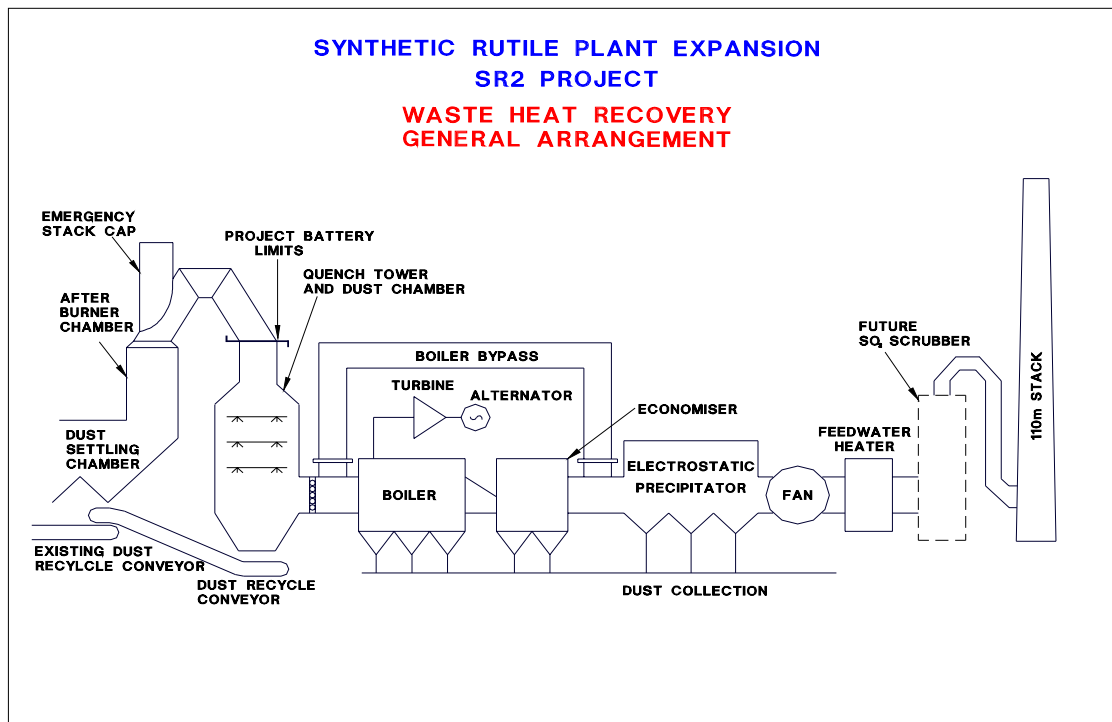 SYNTHETIC RUTILE PLANT EXPANSION
SR2 PROJECT
WASTE HEAT RECOVERY
GENERAL ARRANGEMENT
EMERGENCY
STACK CAP
PROJECT BATTERY
LIMITS
QUENCH TOWER
AND DUST CHAMBER
AFTER
BURNER
CHAMBER
FUTURE
SO₂ SCRUBBER
BOILER BYPASS
TURBINE
ALTERNATOR
ECONOMISER
110m STACK
DUST
SETTLING
CHAMBER
FEEDWATER
HEATER
ELECTROSTATIC
PRECIPITATOR
BOILER
FAN
EXISTING DUST
RECYLCLE CONVEYOR
DUST RECYCLE
CONVEYOR
DUST COLLECTION